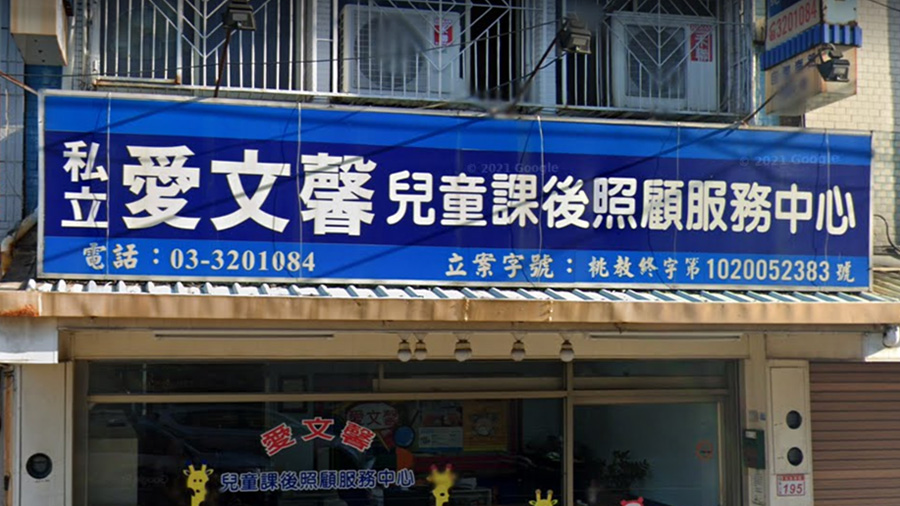 3201084
© 2021 Google
© 2021 Google
私立 愛文馨 兒童課後照顧服務中心
電話：03-3201084 立案字號：桃教終字第1020052383號
愛文馨
兒童課後照顧服務中心
195